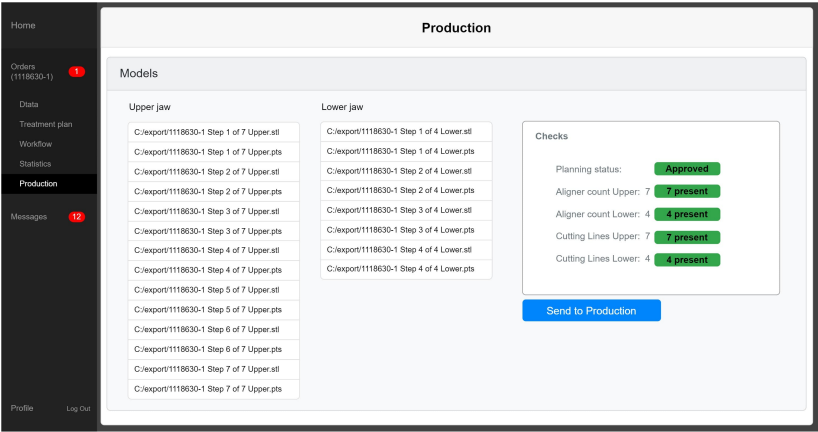 Home
Orders
(1118630-1)
1
Dtata
Treatment plan
Workflow
Statistics
Production
Messages
12
Profile
Log Out
Production
Models
Upper jaw
C:/export/1118630-1 Step 1 of 7 Upper.stl
C:/export/1118630-1 Step 1 of 7 Upper.pts
C:/export/1118630-1 Step 2 of 7 Upper.stl
C:/export/1118630-1 Step 2 of 7 Upper.pts
C:/export/1118630-1 Step 3 of 7 Upper.stl
C:/export/1118630-1 Step 3 of 7 Upper.pts
C:/export/1118630-1 Step 4 of 7 Upper.stl
C:/export/1118630-1 Step 4 of 7 Upper.pts
C:/export/1118630-1 Step 5 of 7 Upper.stl
C:/export/1118630-1 Step 5 of 7 Upper.pts
C:/export/1118630-1 Step 6 of 7 Upper.stl
C:/export/1118630-1 Step 6 of 7 Upper.pts
C:/export/1118630-1 Step 7 of 7 Upper.stl
C:/export/1118630-1 Step 7 of 7 Upper.pts
Lower jaw
C:/export/1118630-1 Step 1 of 4 Lower.stl
C:/export/1118630-1 Step 1 of 4 Lower.pts
C:/export/1118630-1 Step 2 of 4 Lower.stl
C:/export/1118630-1 Step 2 of 4 Lower.pts
C:/export/1118630-1 Step 3 of 4 Lower.stl
C:/export/1118630-1 Step 3 of 4 Lower.pts
C:/export/1118630-1 Step 4 of 4 Lower.stl
C:/export/1118630-1 Step 4 of 4 Lower.pts
Checks
Planning status: Approved
Aligner count Upper: 7 7 present
Aligner count Lower: 4 4 present
Cutting Lines Upper: 7 7 present
Cutting Lines Lower: 4 4 present
Send to Production